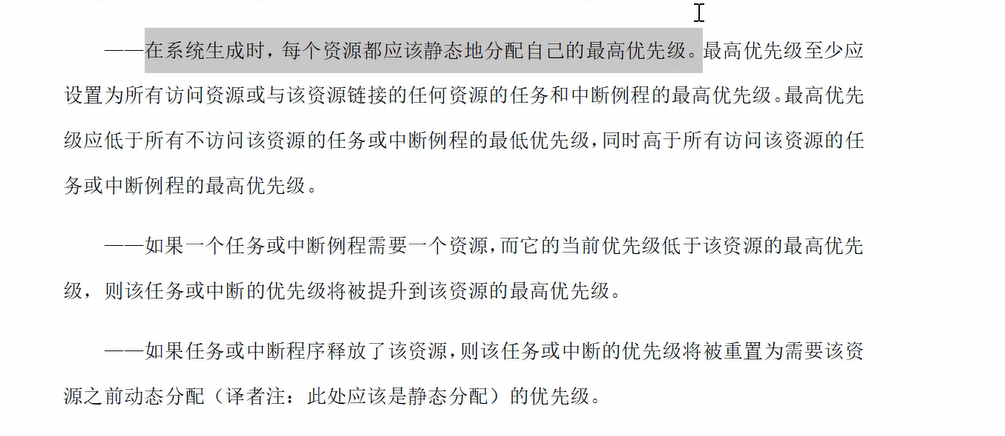 ——在系统生成时，每个资源都应该静态地分配自己的最高优先级。最高优先级至少应
设置为所有访问资源或与该资源链接的任何资源的任务和中断例程的最高优先级。最高优先
级应低于所有不访问该资源的任务或中断例程的最低优先级，同时高于所有访问该资源的任
务或中断例程的最高优先级。
——如果一个任务或中断例程需要一个资源，而它的当前优先级低于该资源的最高优先
级，则该任务或中断的优先级将被提升到该资源的最高优先级。
——如果任务或中断程序释放了该资源，则该任务或中断的优先级将被重置为需要该资
源之前动态分配（译者注：此处应该是静态分配）的优先级。